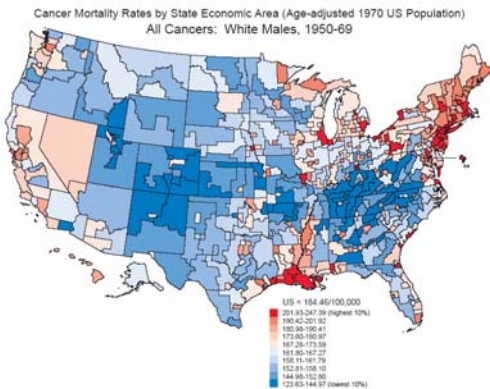 Cancer Mortality Rates by State Economic Area (Age-adjusted 1970 US Population)
All Cancers: White Males, 1950-69
US = 184.46/100,000
201.93-247.39 (highest 10%)
190.42-201.92
180.98-190.41
173.60-180.97
167.28-173.59
161.80-167.27
158.11-161.79
152.81-158.10
144.98-152.80
123.63-144.97 (lowest 10%)